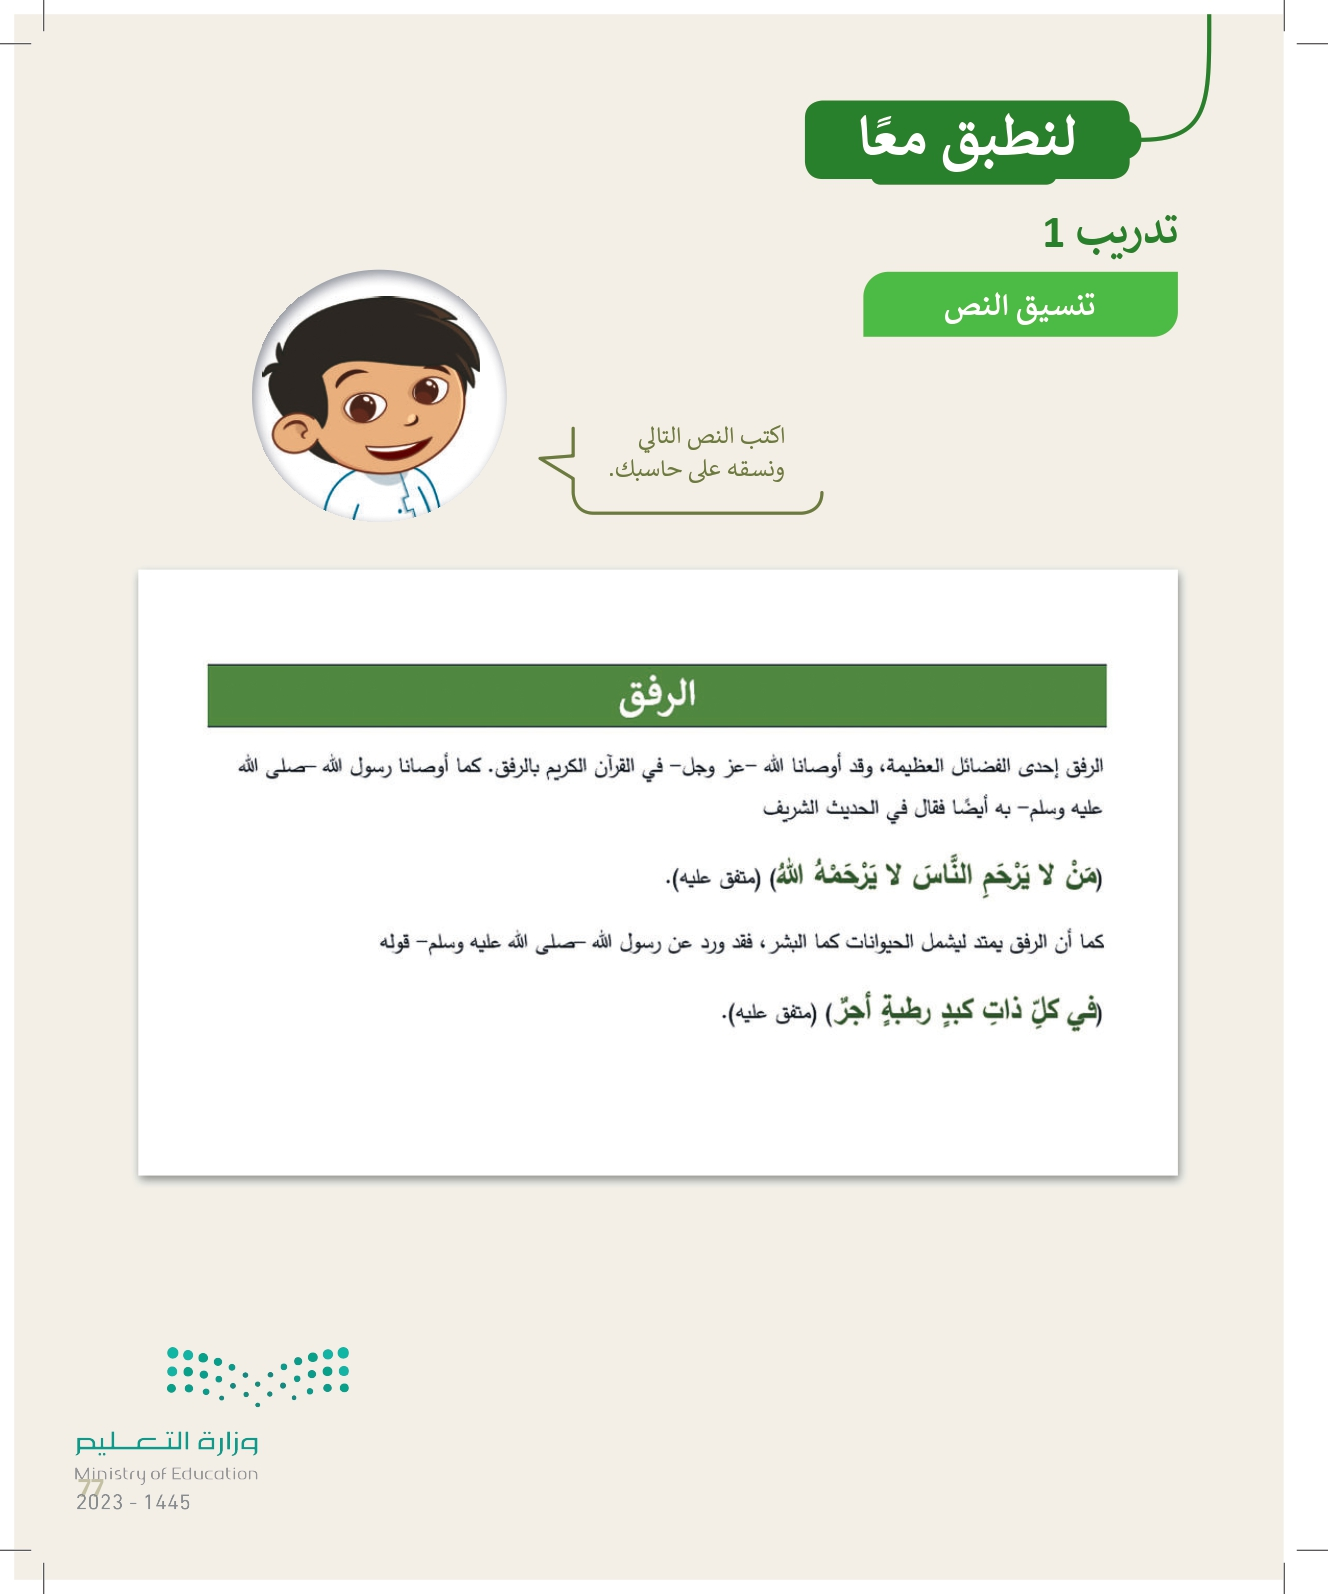 لنطبق معًا
تدريب 1
تنسيق النص
اكتب النص التالي
ونسقه على حاسبك.
الرفق
الرفق إحدى الفضائل العظيمة، وقد أوصانا الله –عز وجل– في القرآن الكريم بالرفق. كما أوصانا رسول الله –صلى الله
عليه وسلم– به أيضًا فقال في الحديث الشريف
(مَنْ لا يَرْحَمِ النَّاسَ لا يَرْحَمْهُ اللهُ) (متفق عليه).
كما أن الرفق يمتد ليشمل الحيوانات كما البشر، فقد ورد عن رسول الله –صلى الله عليه وسلم– قوله
(في كلِّ ذاتِ كبدٍ رطبةٍ أجرٌ) (متفق عليه).
وزارة التعليم
Ministry of Education
77
2023 - 1445